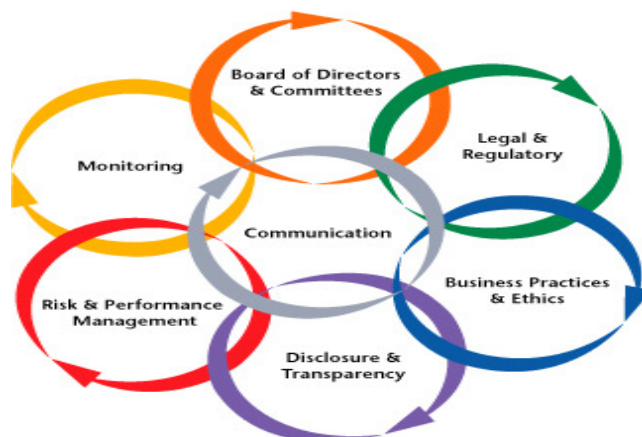 Board of Directors
& Committees
Legal &
Regulatory
Monitoring
Communication
Business Practices
& Ethics
Risk & Performance
Management
Disclosure &
Transparency